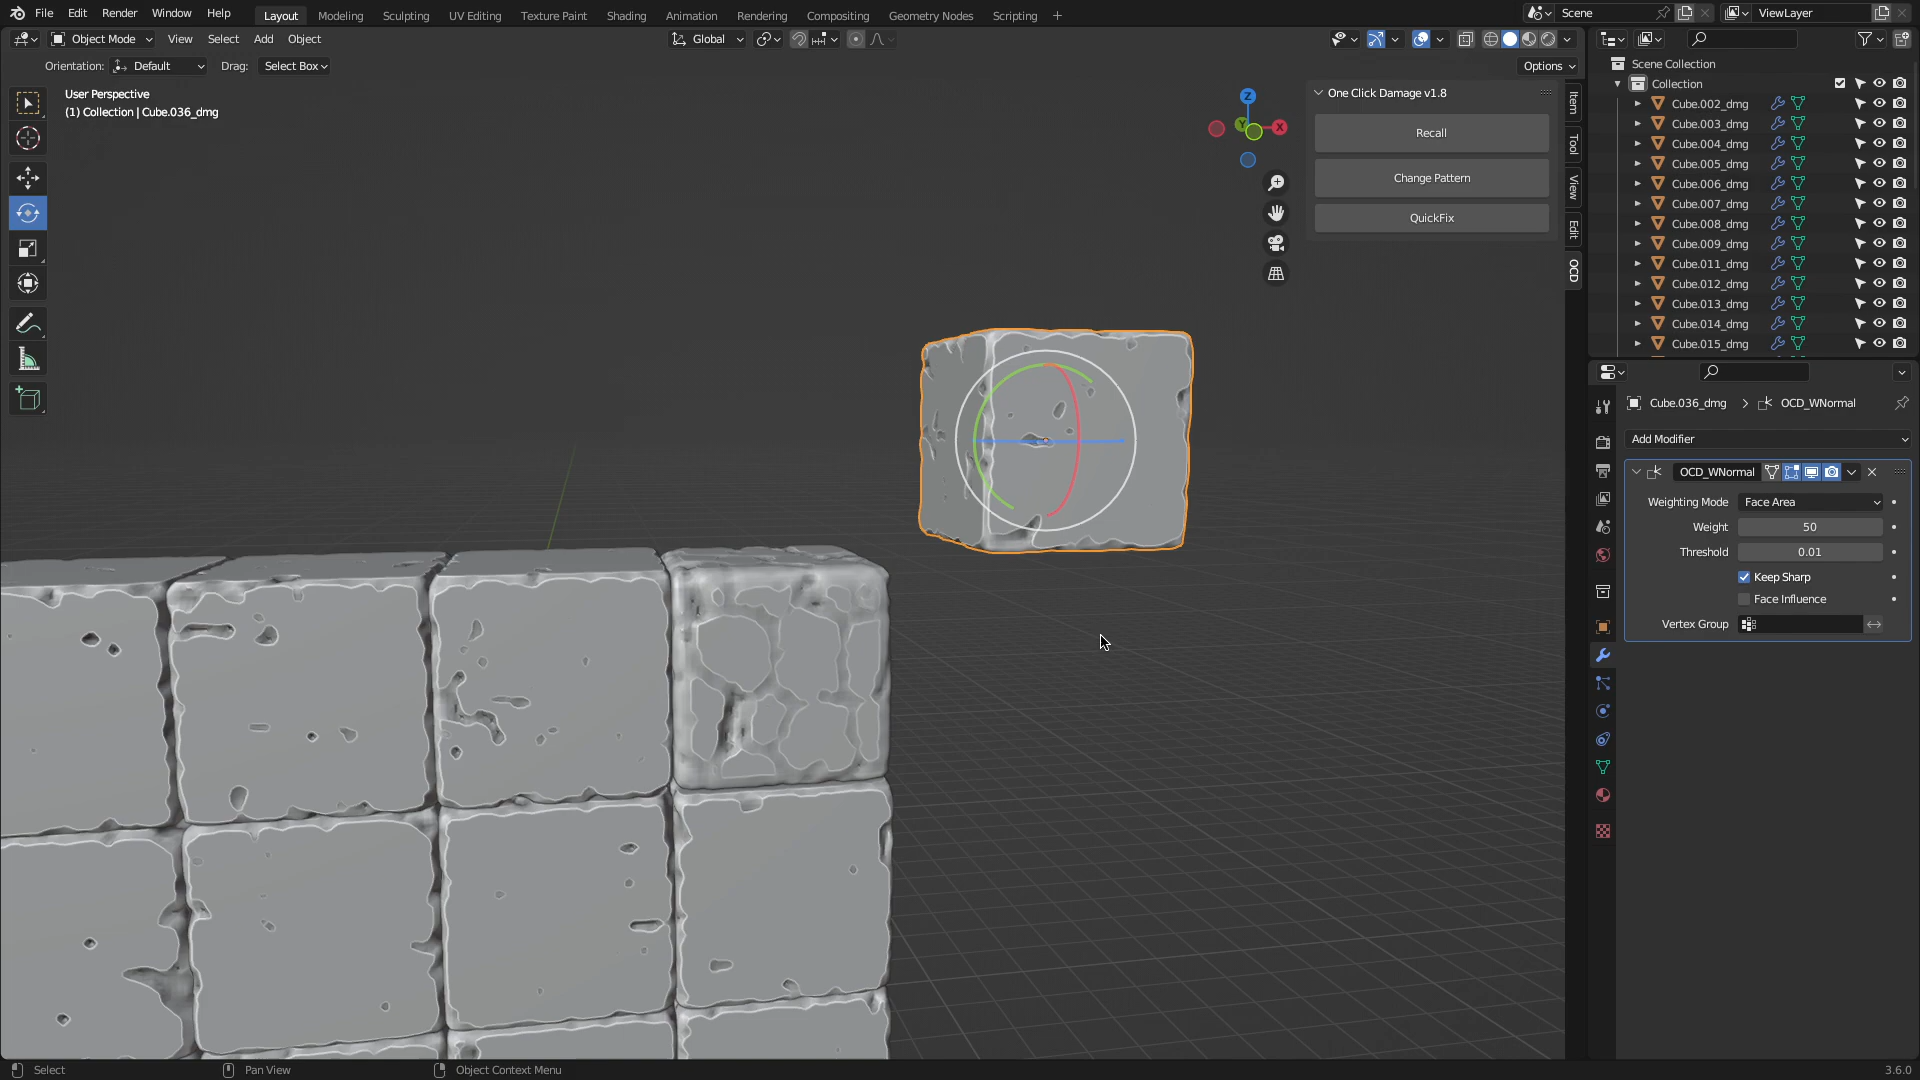 File Edit Render Window Help Layout Modeling Sculpting UV Editing Texture Paint Shading Animation Rendering Compositing Geometry Nodes Scripting + Scene ViewLayer
Object Mode View Select Add Object Global
Orientation: Default Drag: Select Box Options
User Perspective
(1) Collection | Cube.036_dmg
Z
Y
X
One Click Damage v1.8
Recall
Change Pattern
QuickFix
Item
Tool
View
Edit
OCD
Scene Collection
Collection
Cube.002_dmg
Cube.003_dmg
Cube.004_dmg
Cube.005_dmg
Cube.006_dmg
Cube.007_dmg
Cube.008_dmg
Cube.009_dmg
Cube.011_dmg
Cube.012_dmg
Cube.013_dmg
Cube.014_dmg
Cube.015_dmg
Cube.036_dmg > OCD_WNormal
Add Modifier
OCD_WNormal
Weighting Mode Face Area
Weight 50
Threshold 0.01
Keep Sharp
Face Influence
Vertex Group
Select Pan View Object Context Menu 3.6.0